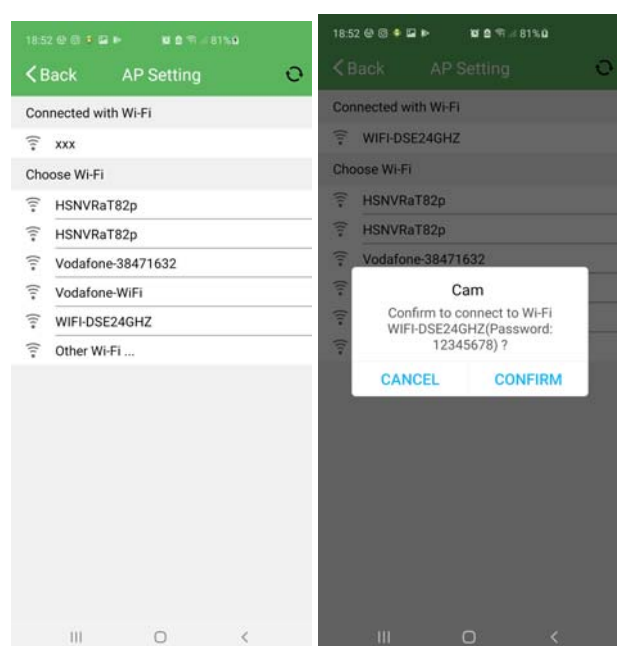 18:52 81%
Back AP Setting
Connected with Wi-Fi
xxx
Choose Wi-Fi
HSNVRaT82p
HSNVRaT82p
Vodafone-38471632
Vodafone-WiFi
WIFI-DSE24GHZ
Other Wi-Fi ...
18:52 81%
Back AP Setting
Connected with Wi-Fi
WIFI-DSE24GHZ
Choose Wi-Fi
HSNVRaT82p
HSNVRaT82p
Vodafone-38471632
Cam
Confirm to connect to Wi-Fi
WIFI-DSE24GHZ(Password:
12345678) ?
CANCEL CONFIRM